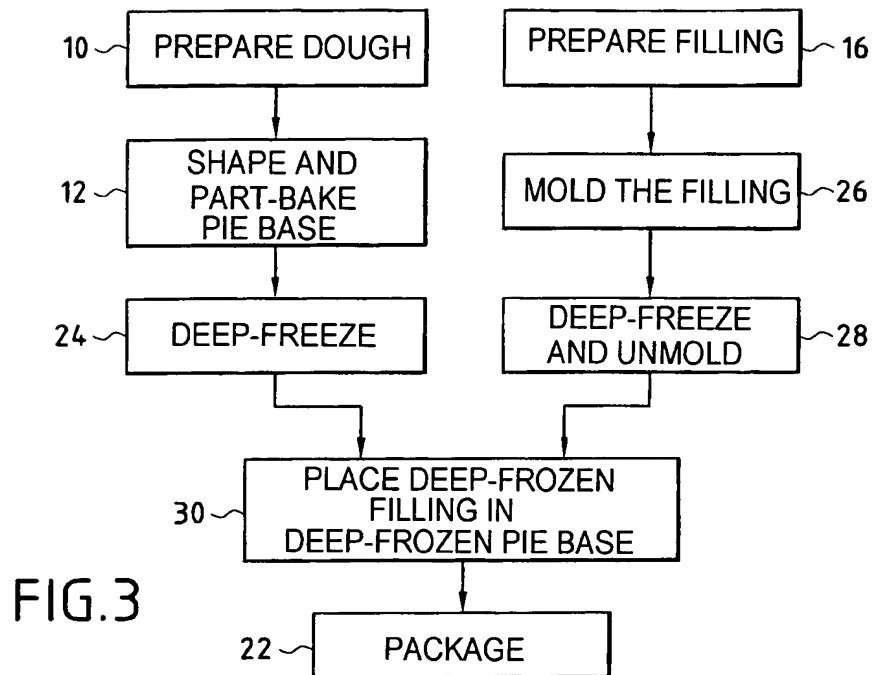 10 PREPARE DOUGH
PREPARE FILLING 16
SHAPE AND
12 PART-BAKE
PIE BASE
MOLD THE FILLING 26
24 DEEP-FREEZE
DEEP-FREEZE
AND UNMOLD 28
PLACE DEEP-FROZEN
30 FILLING IN
DEEP-FROZEN PIE BASE
FIG.3
22 PACKAGE